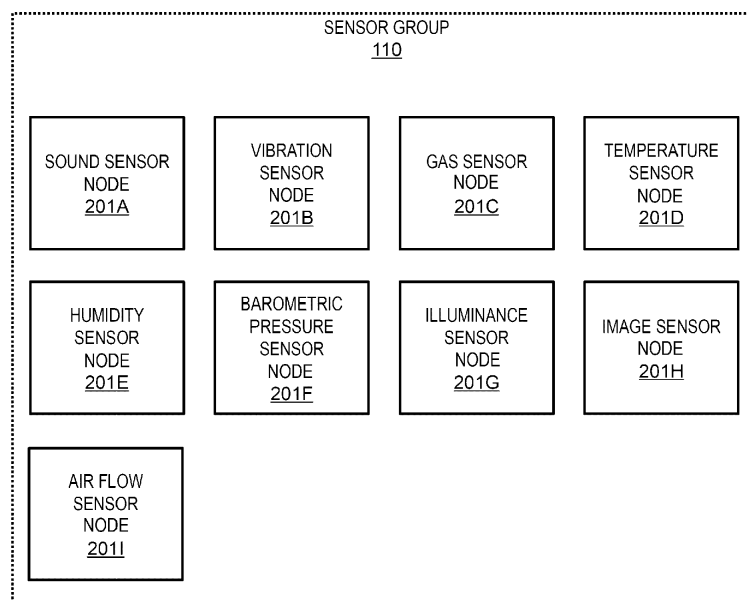 SENSOR GROUP
110
SOUND SENSOR
NODE
201A
VIBRATION
SENSOR
NODE
201B
GAS SENSOR
NODE
201C
TEMPERATURE
SENSOR
NODE
201D
HUMIDITY
SENSOR
NODE
201E
BAROMETRIC
PRESSURE
SENSOR
NODE
201F
ILLUMINANCE
SENSOR
NODE
201G
IMAGE SENSOR
NODE
201H
AIR FLOW
SENSOR
NODE
201I